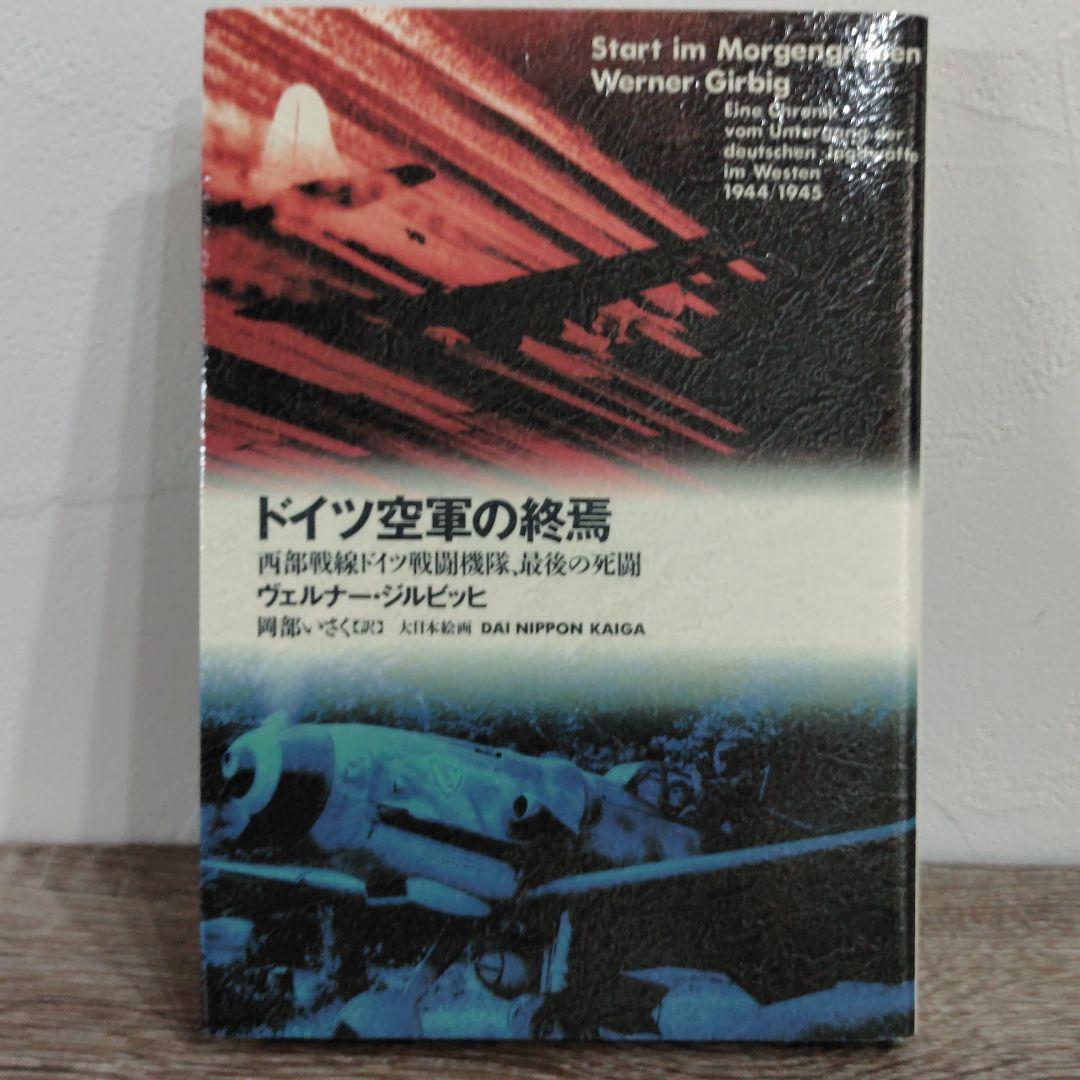 Start im Morgengrauen
Werner Girbig
Eine Chronik
vom Untergang der
deutschen Jagdwaffe
im Westen
1944/1945
ドイツ空軍の終焉
西部戦線ドイツ戦闘機隊、最後の死闘
ヴェルナー・ジルビッヒ
岡部いさく【訳】 大日本絵画 DAI NIPPON KAIGA